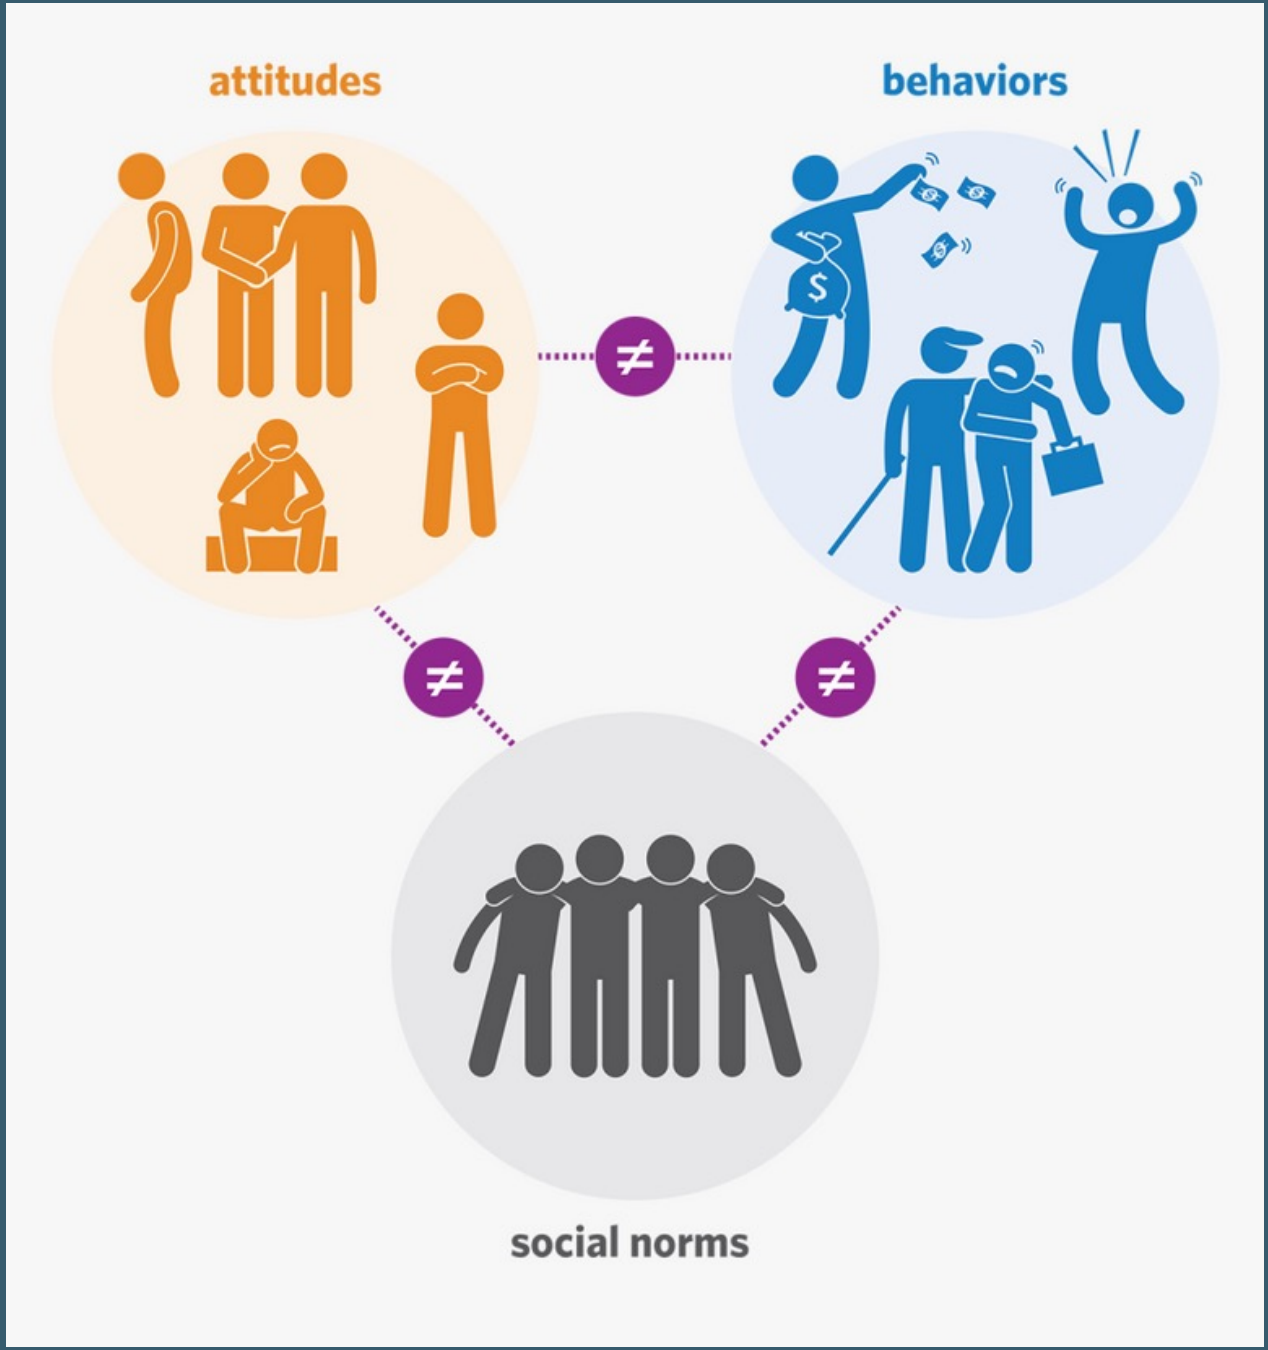 attitudes
behaviors
$
$
$
$
≠
≠
≠
social norms